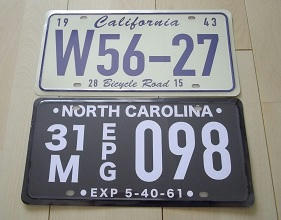 19 California 43
W56-27
28 Bicycle Road 15
NORTH CAROLINA
31 M EPG 098
EXP 5-40-61